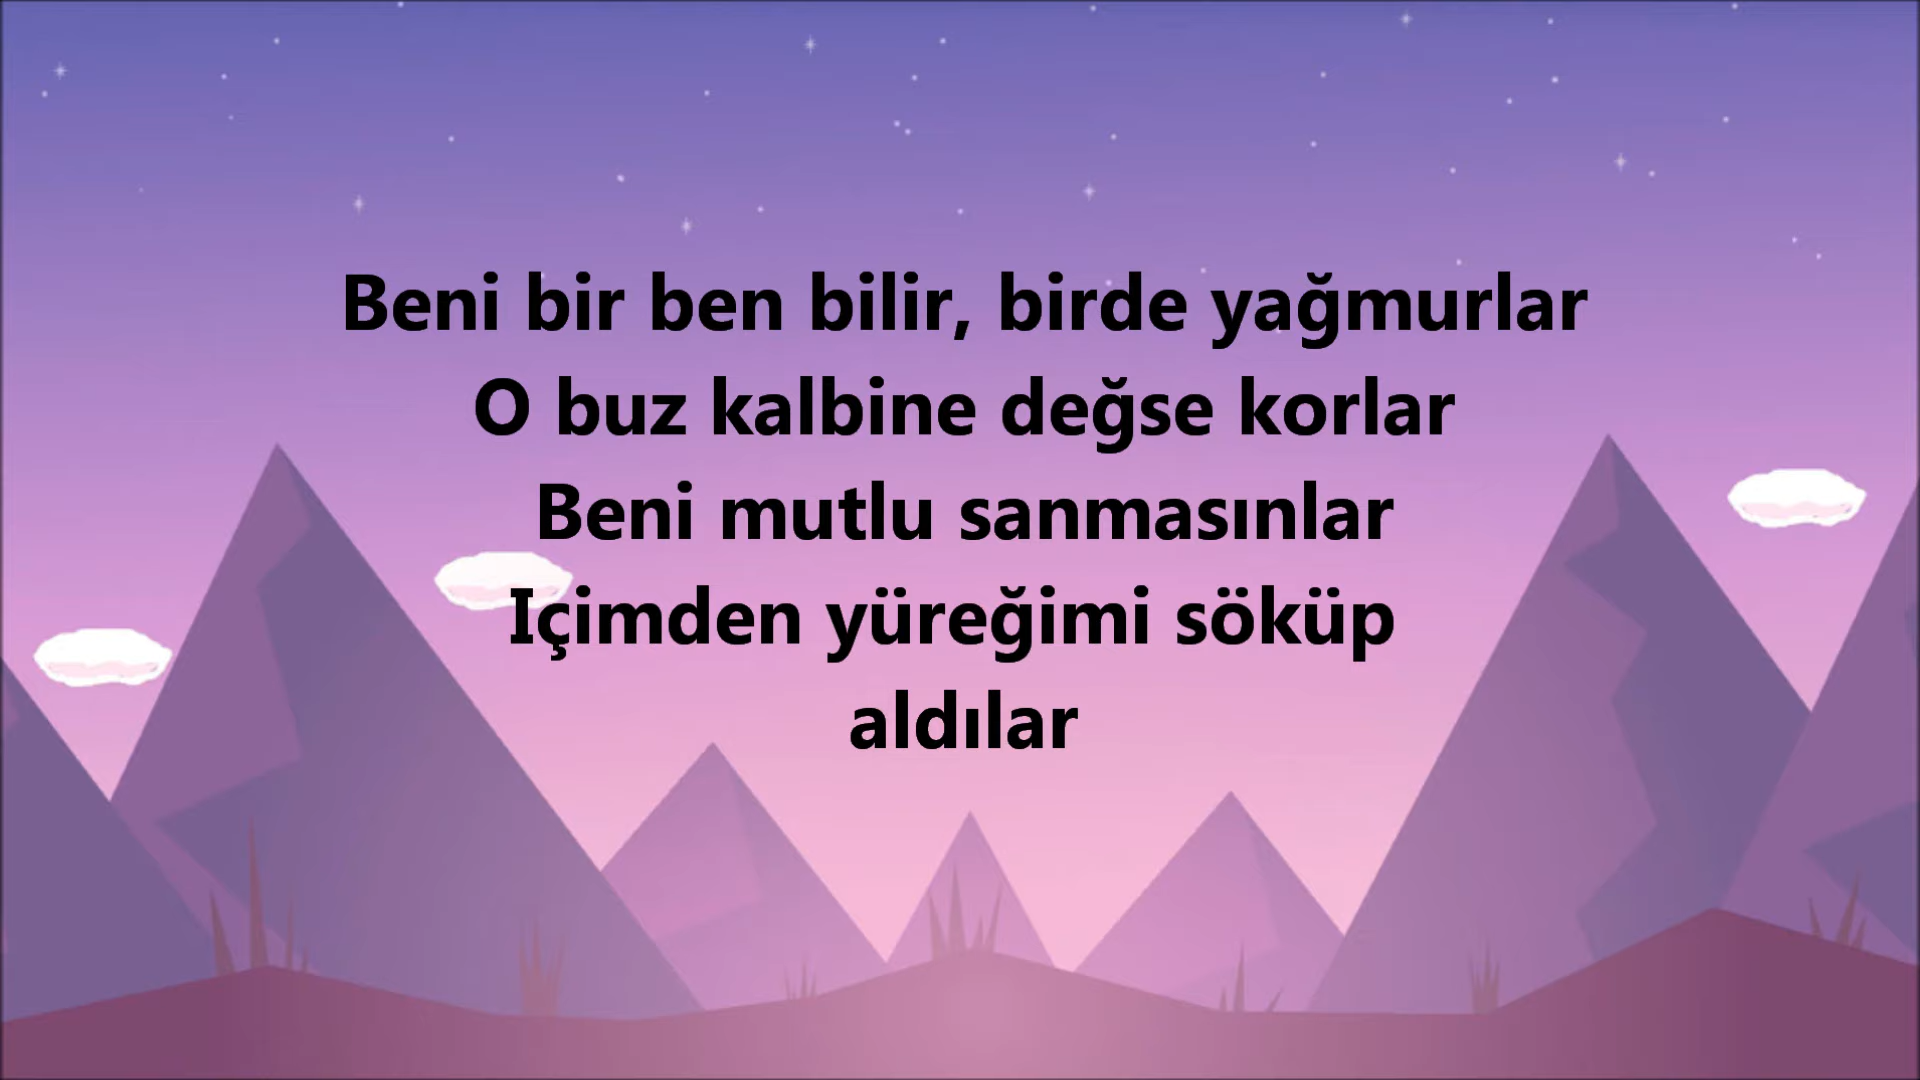 Beni bir ben bilir, birde yağmurlar
O buz kalbine değse korlar
Beni mutlu sanmasınlar
Içimden yüreğimi söküp
aldılar